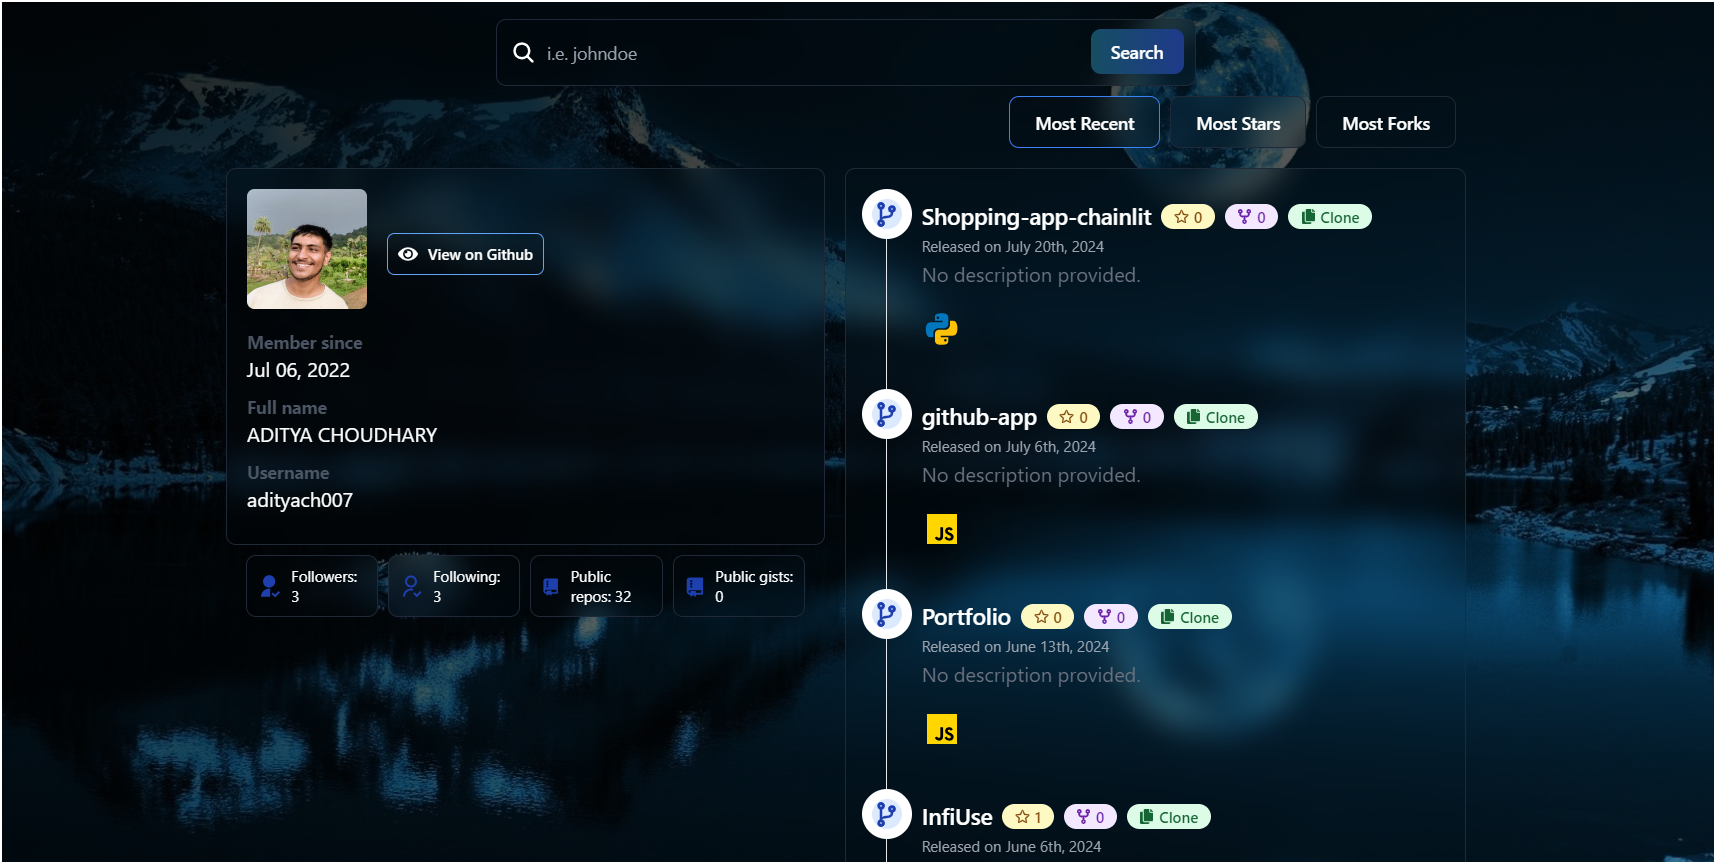 i.e. johndoe
Search
Most Recent
Most Stars
Most Forks
View on Github
Member since
Jul 06, 2022
Full name
ADITYA CHOUDHARY
Username
adityach007
Followers:
3
Following:
3
Public
repos: 32
Public gists:
0
Shopping-app-chainlit 0 0 Clone
Released on July 20th, 2024
No description provided.
github-app 0 0 Clone
Released on July 6th, 2024
No description provided.
JS
Portfolio 0 0 Clone
Released on June 13th, 2024
No description provided.
JS
InfiUse 1 0 Clone
Released on June 6th, 2024